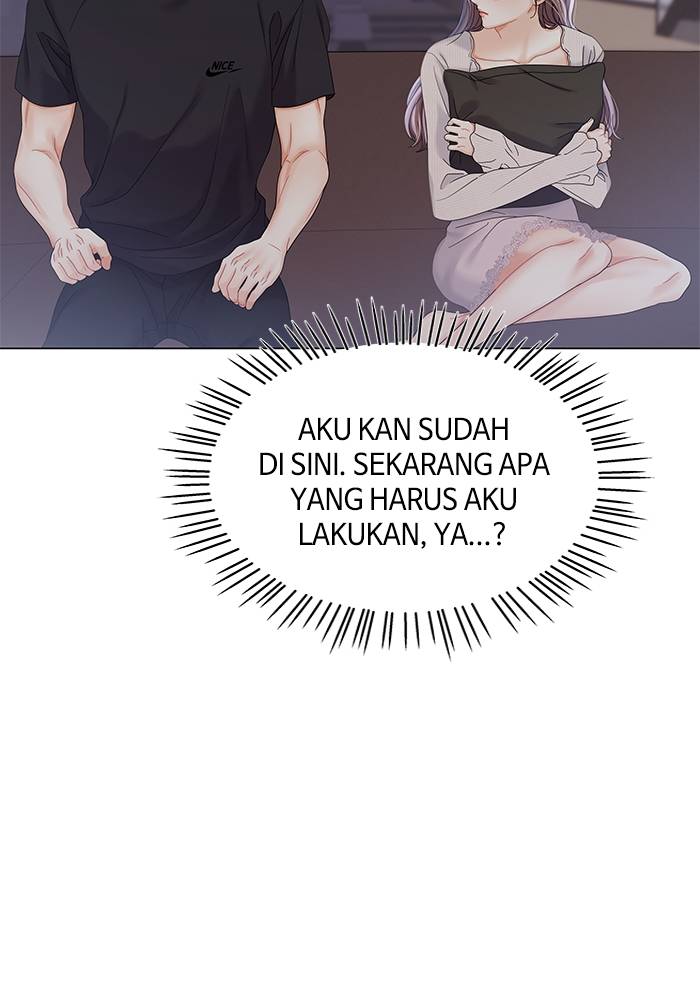 NICE
AKU KAN SUDAH
DI SINI. SEKARANG APA
YANG HARUS AKU
LAKUKAN, YA...?